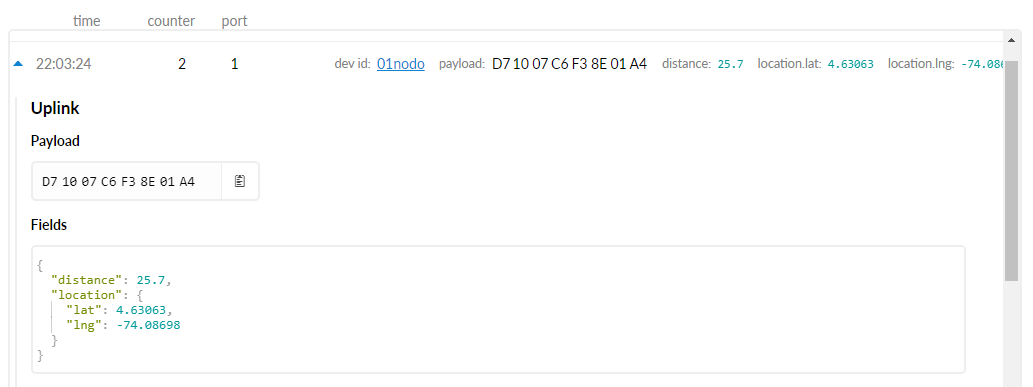 time counter port
22:03:24 2 1 dev id: 01nodo payload: D7 10 07 C6 F3 8E 01 A4 distance: 25.7 location.lat: 4.63063 location.lng: -74.086
Uplink
Payload
D7 10 07 C6 F3 8E 01 A4
Fields
{
"distance": 25.7,
"location": {
"lat": 4.63063,
"lng": -74.08698
}
}